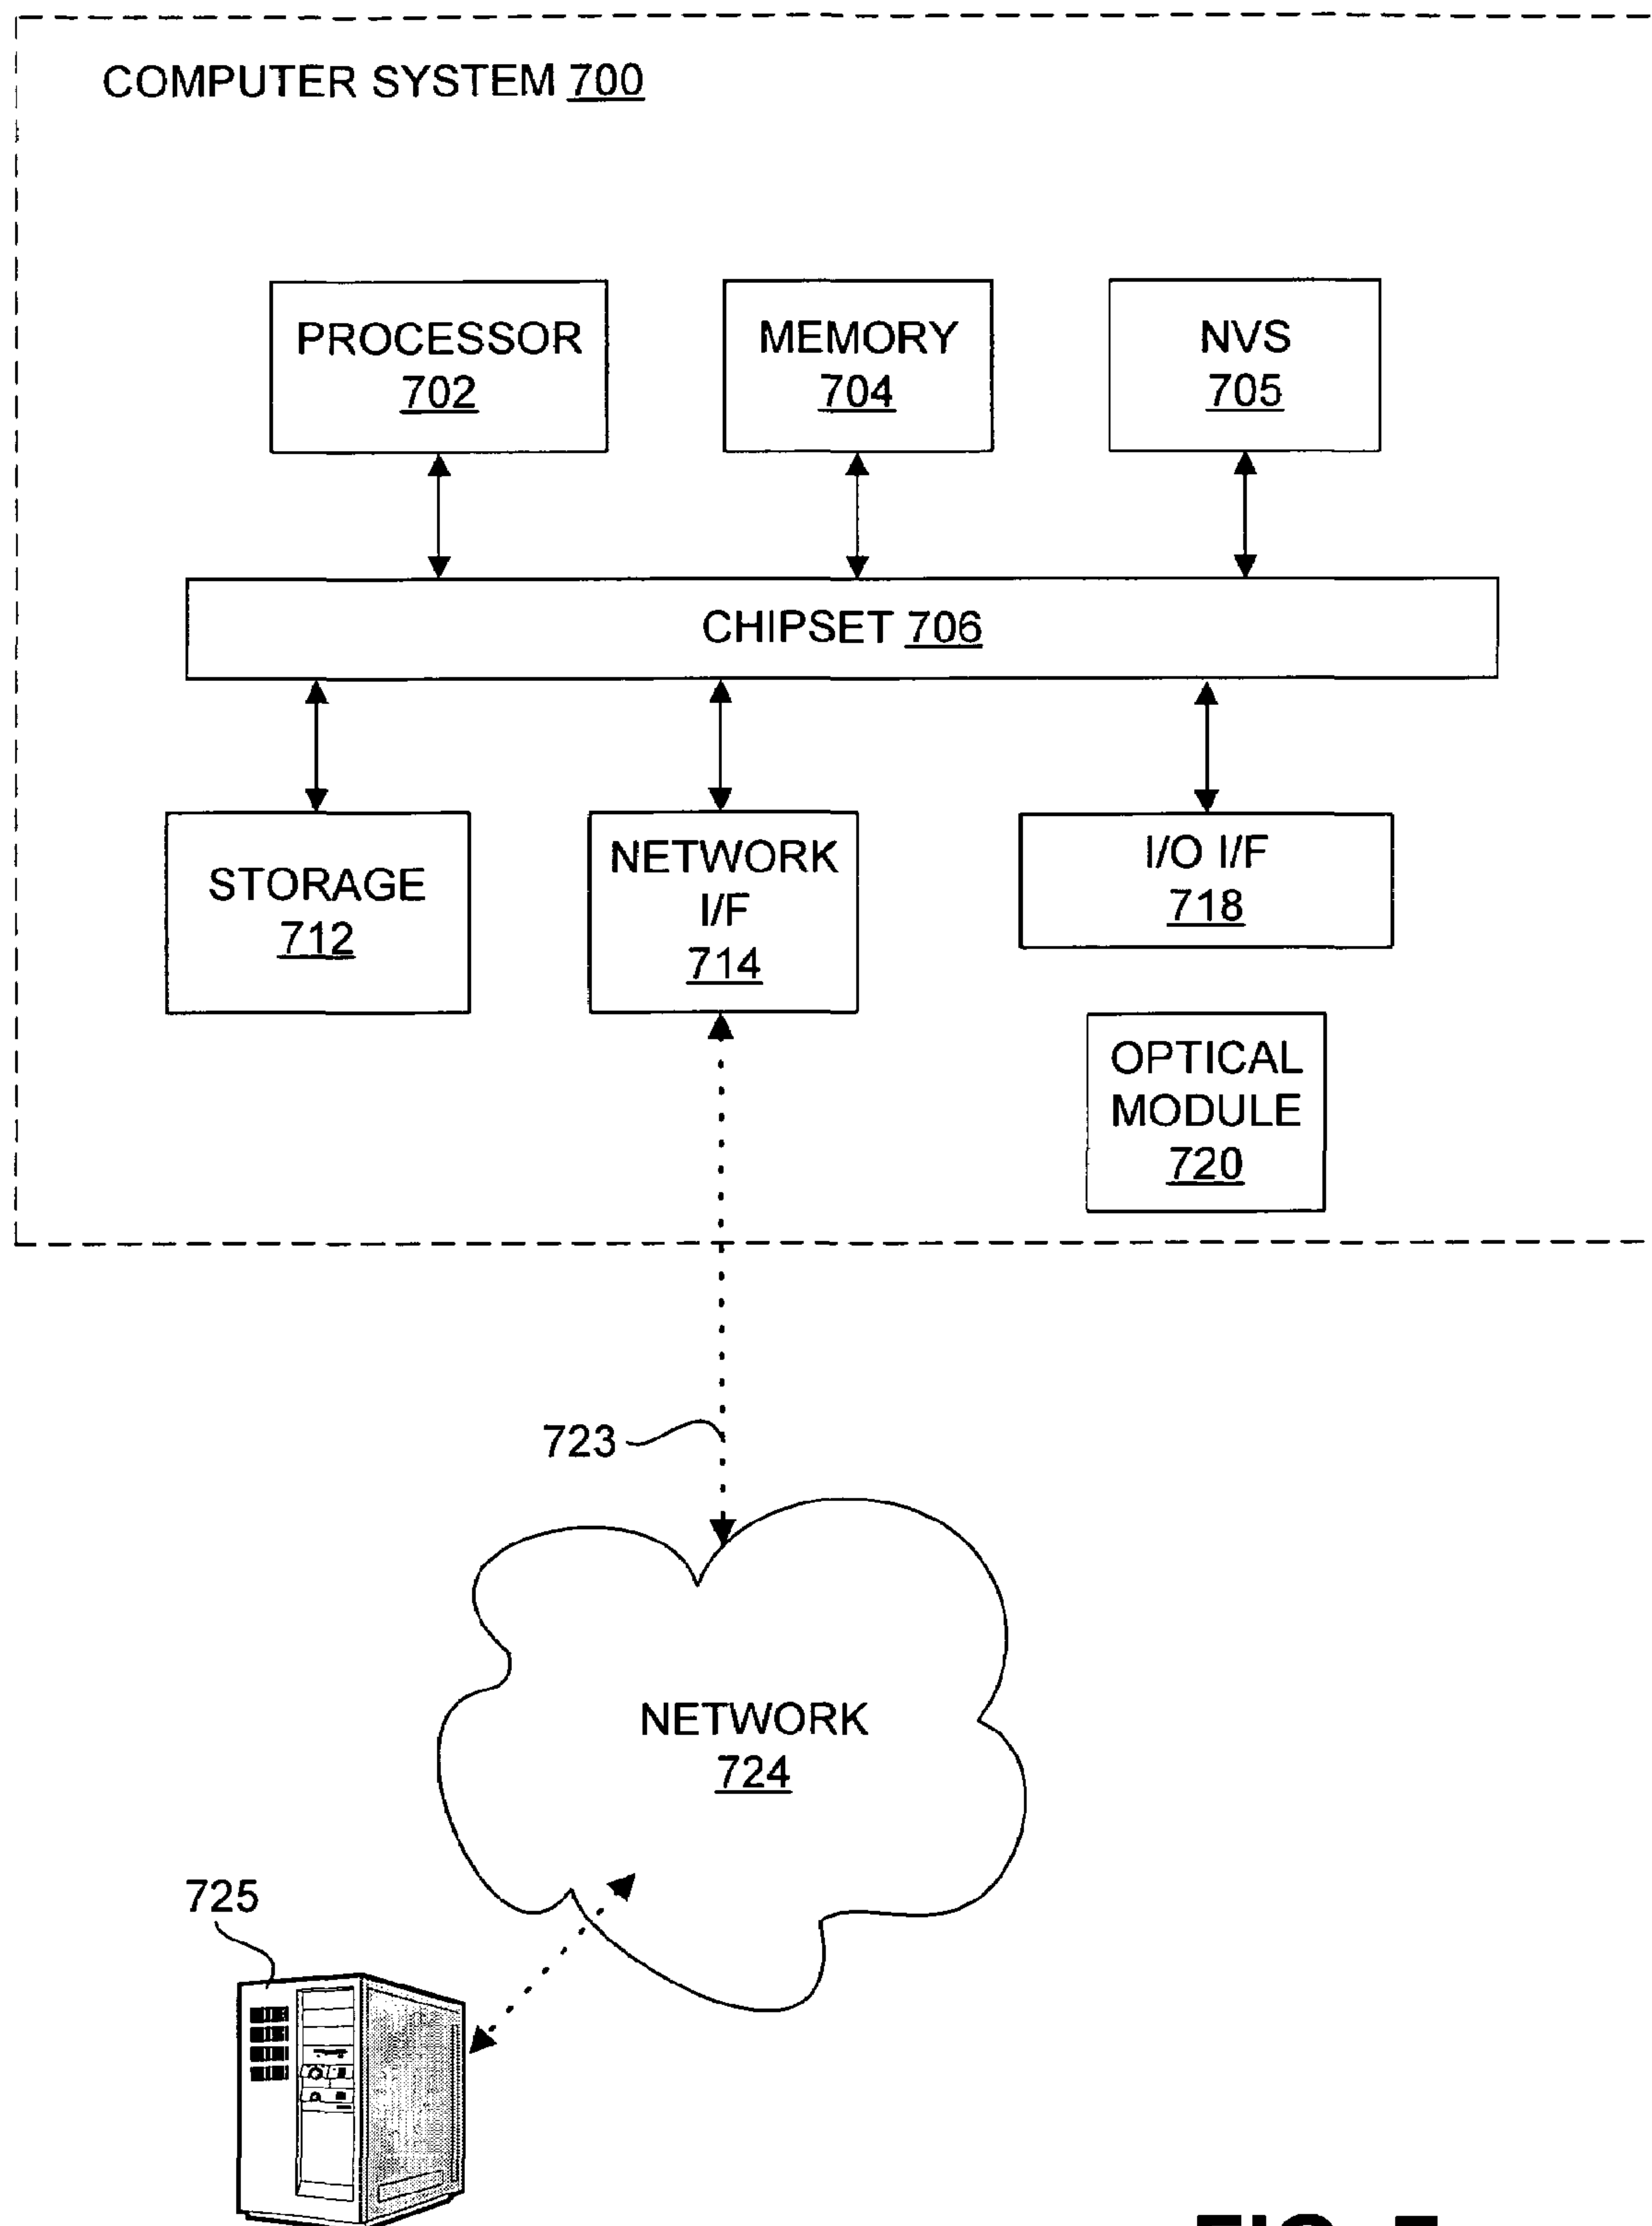 COMPUTER SYSTEM 700
PROCESSOR
702
MEMORY
704
NVS
705
CHIPSET 706
STORAGE
712
NETWORK
I/F
714
I/O I/F
718
OPTICAL
MODULE
720
723
NETWORK
724
725